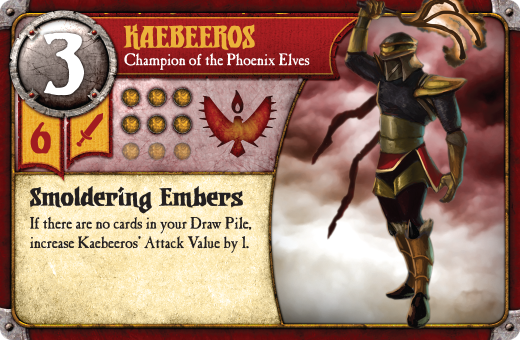 3
KAEBEEROS
Champion of the Phoenix Elves
6
Smoldering Embers
If there are no cards in your Draw Pile,
increase Kaebeeros' Attack Value by 1.